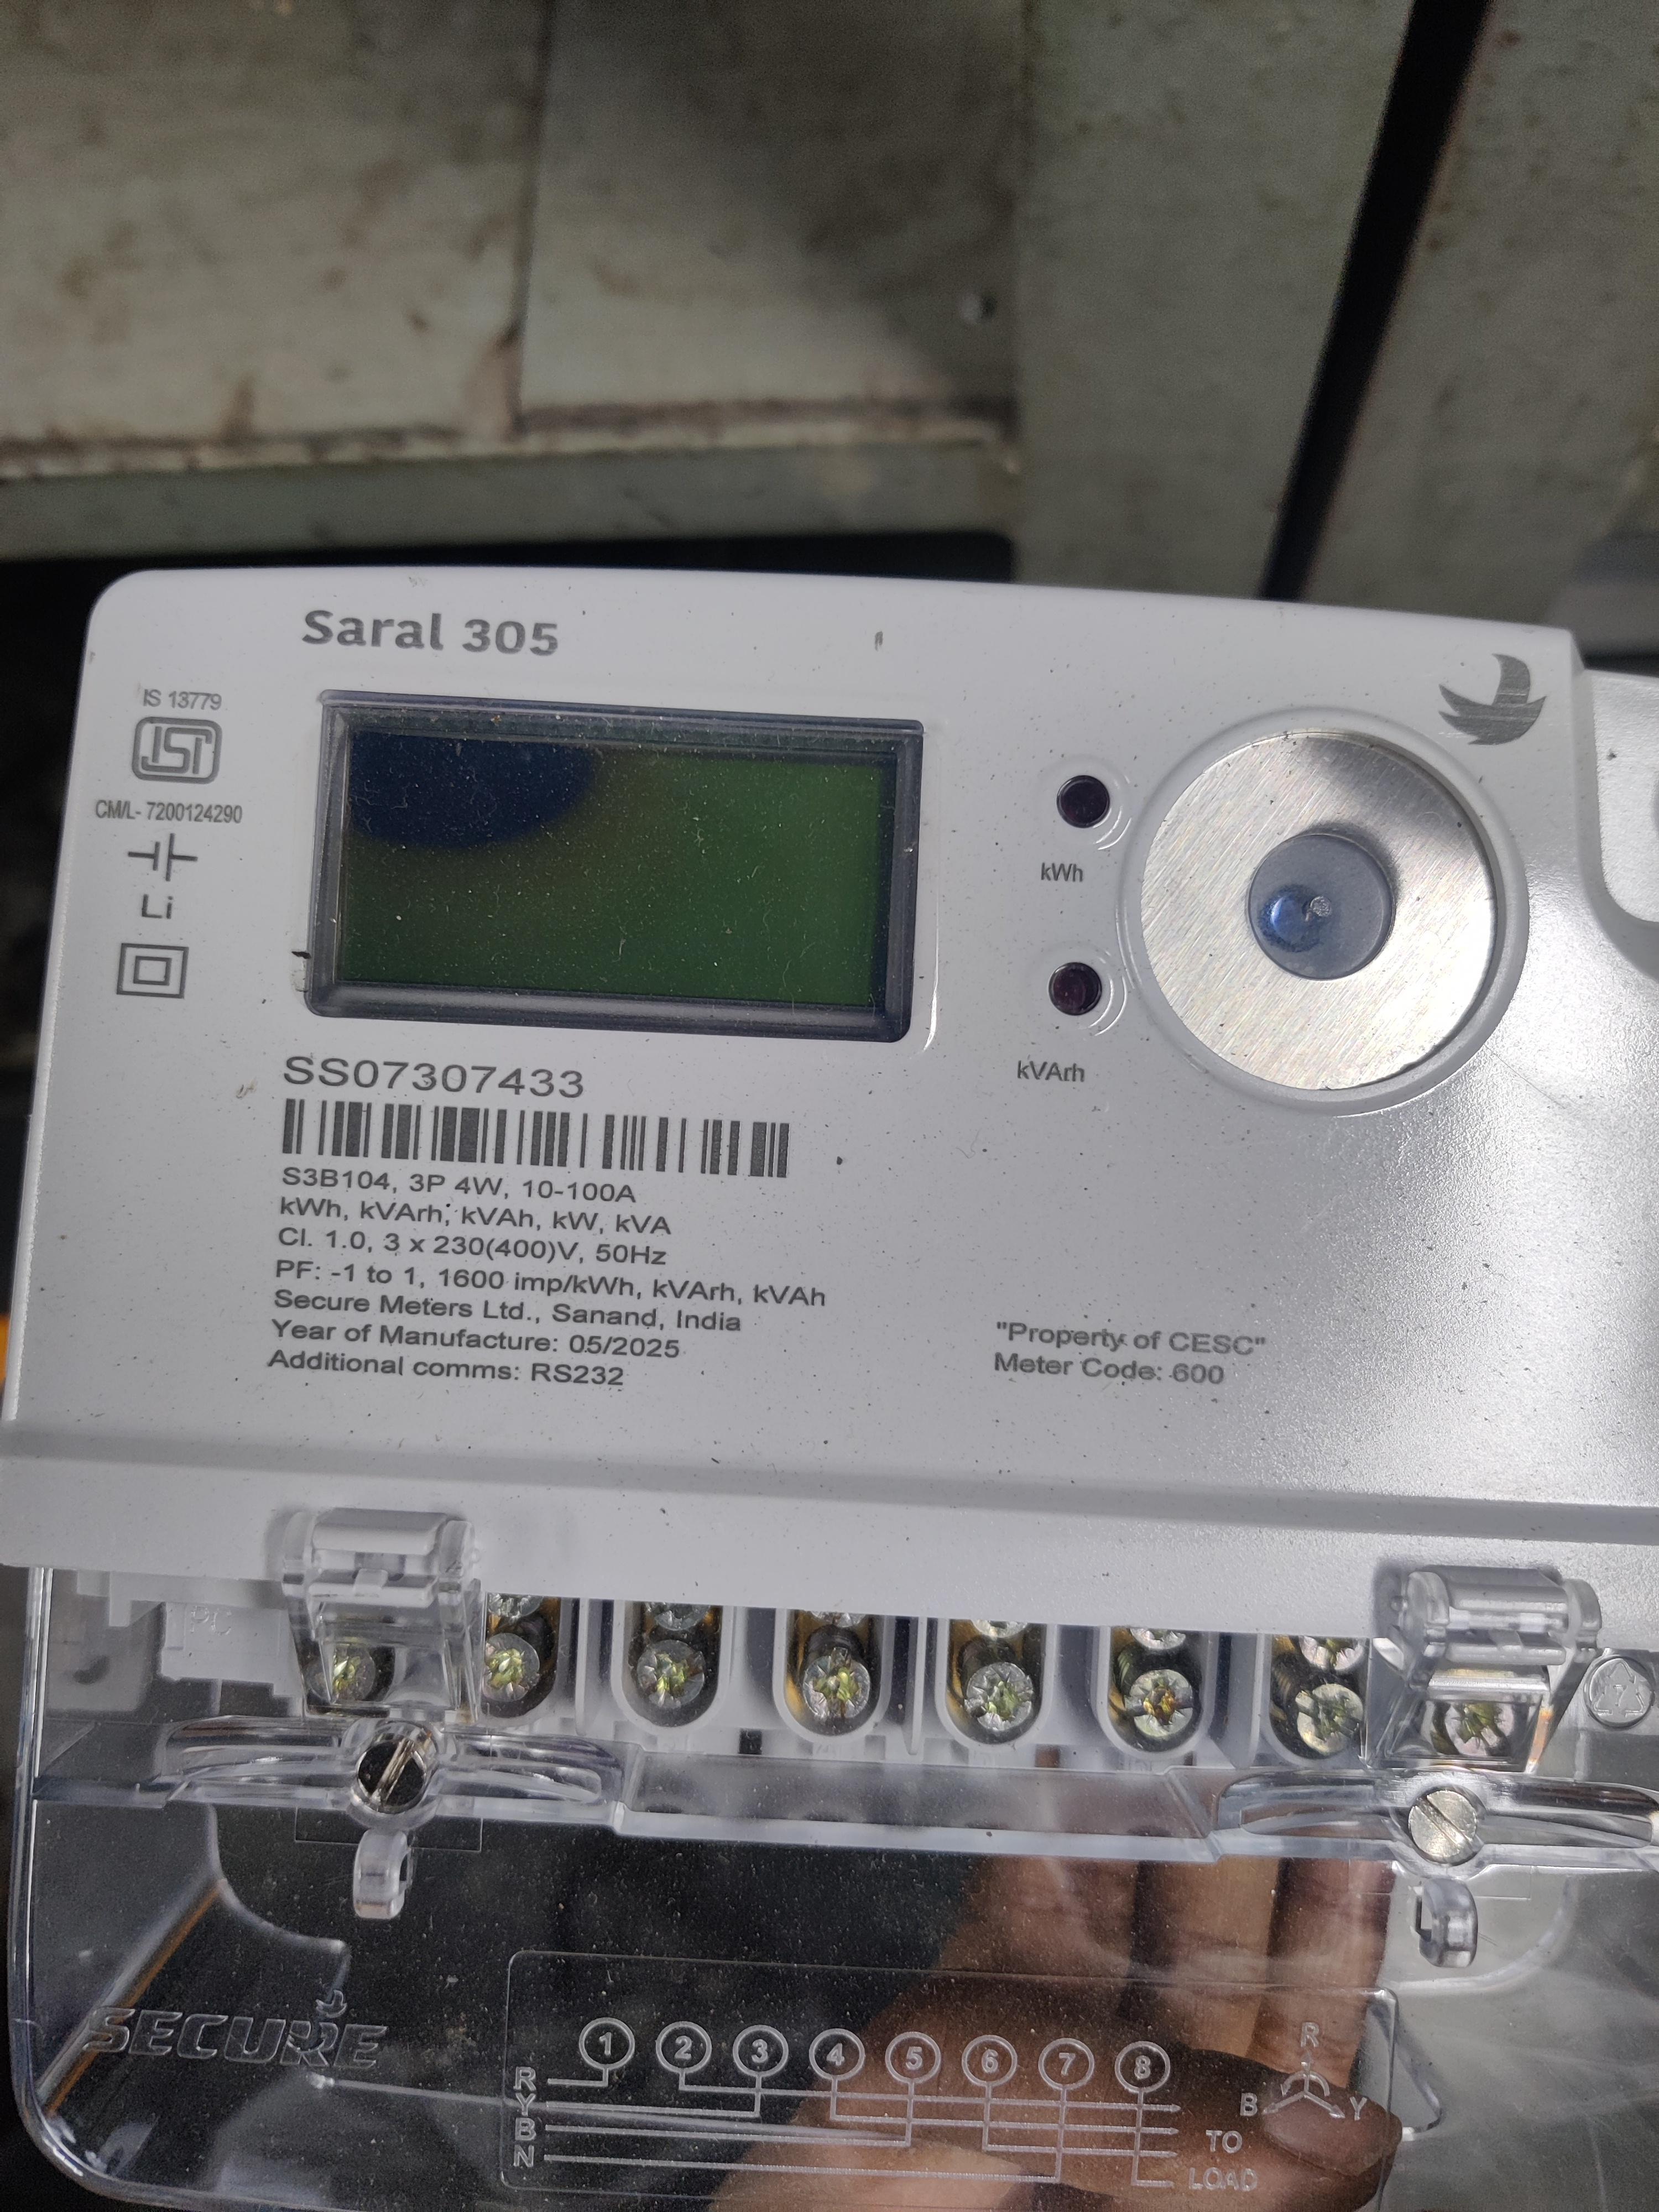 Saral 305
IS 13779
ISI
CM/L- 7200124290
Li
kWh
kVArh
SS07307433
S3B104, 3P 4W, 10-100A
kWh, kVArh, kVAh, kW, kVA
Cl. 1.0, 3 x 230(400)V, 50Hz
PF: -1 to 1, 1600 imp/kWh, kVArh, kVAh
Secure Meters Ltd., Sanand, India
Year of Manufacture: 05/2025
Additional comms: RS232
"Property of CESC"
Meter Code: 600
PC
7
SECURE
1 2 3 4 5 6 7 8
R
Y
B
N
R
B Y
TO
LOAD